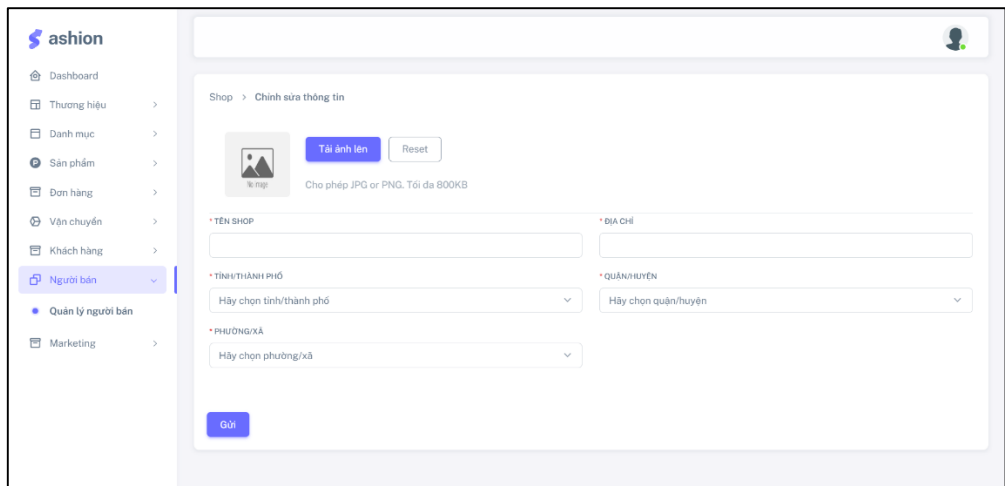 ashion
Dashboard
Thương hiệu
Danh mục
Sản phẩm
Đơn hàng
Vận chuyển
Khách hàng
Người bán
Quản lý người bán
Marketing
Shop > Chỉnh sửa thông tin
No Image
Tải ảnh lên
Reset
Cho phép JPG or PNG. Tối đa 800KB
* TÊN SHOP
* ĐỊA CHỈ
* TỈNH/THÀNH PHỐ
* QUẬN/HUYỆN
Hãy chọn tỉnh/thành phố
Hãy chọn quận/huyện
* PHƯỜNG/XÃ
Hãy chọn phường/xã
Gửi